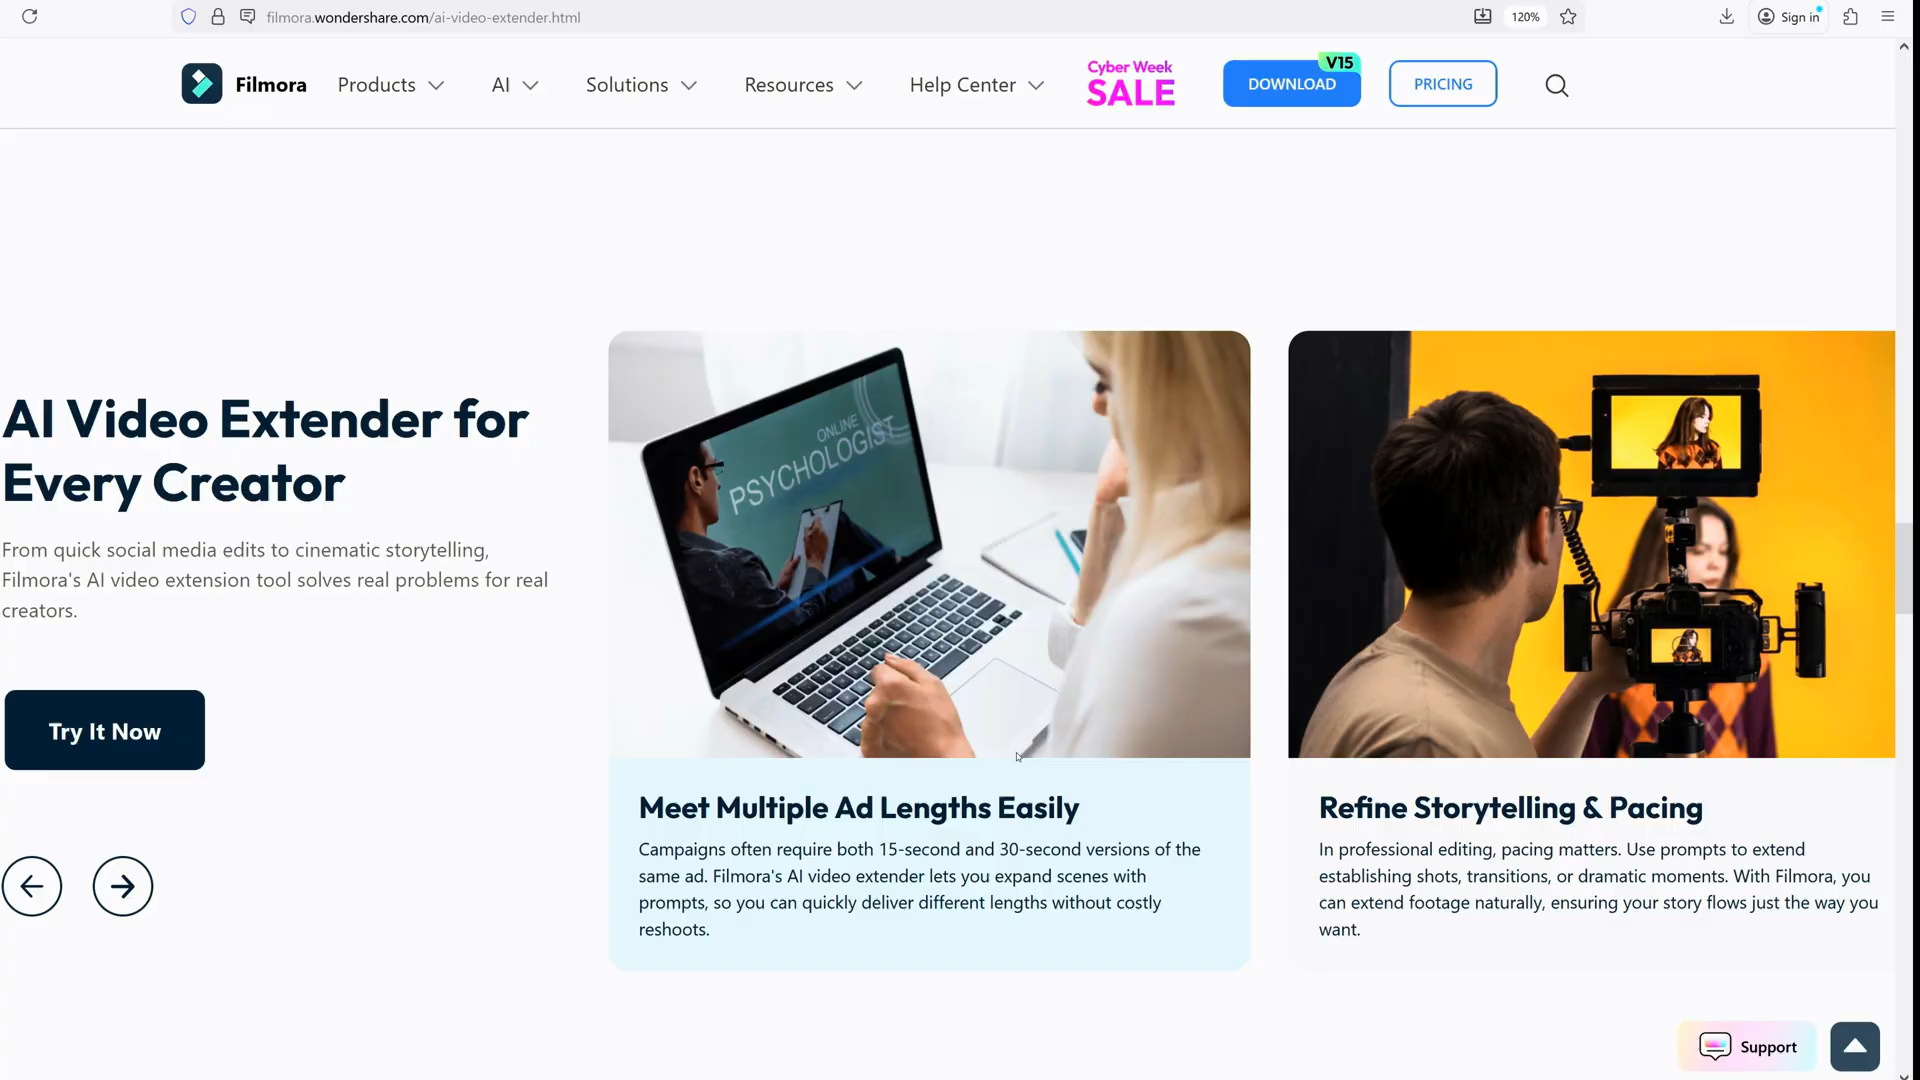 filmora.wondershare.com/ai-video-extender.html
120%
Sign in
Filmora
Products
AI
Solutions
Resources
Help Center
Cyber Week
SALE
DOWNLOAD
V15
PRICING
AI Video Extender for
Every Creator
From quick social media edits to cinematic storytelling,
Filmora's AI video extension tool solves real problems for real
creators.
Try It Now
ONLINE
PSYCHOLOGIST
Meet Multiple Ad Lengths Easily
Campaigns often require both 15-second and 30-second versions of the
same ad. Filmora's AI video extender lets you expand scenes with
prompts, so you can quickly deliver different lengths without costly
reshoots.
Refine Storytelling & Pacing
In professional editing, pacing matters. Use prompts to extend
establishing shots, transitions, or dramatic moments. With Filmora, you
can extend footage naturally, ensuring your story flows just the way you
want.
Support